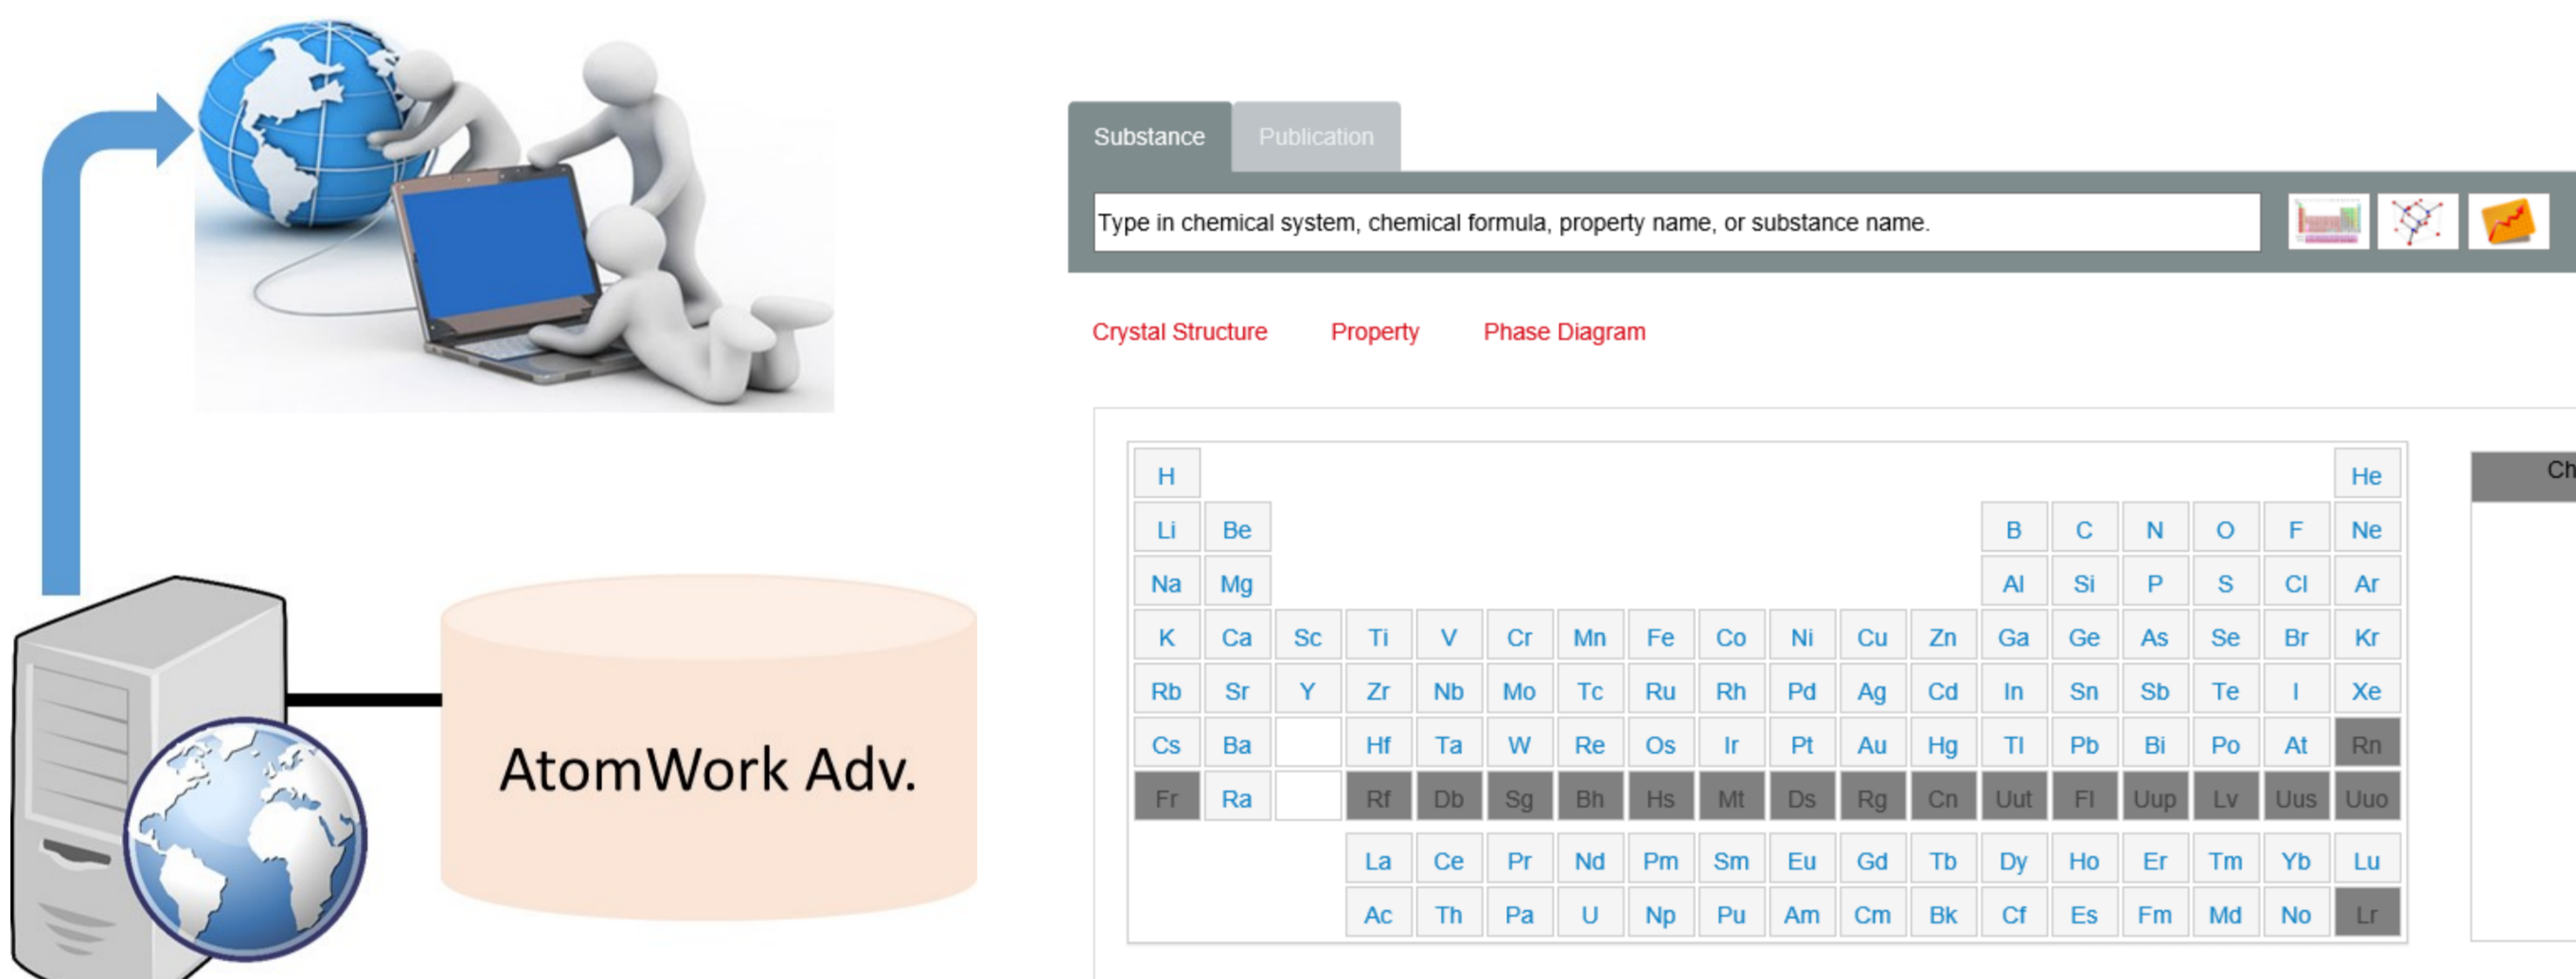 Substance Publication
Type in chemical system, chemical formula, property name, or substance name.
Crystal Structure Property Phase Diagram
AtomWork Adv.
H He
Li Be B C N O F Ne
Na Mg Al Si P S Cl Ar
K Ca Sc Ti V Cr Mn Fe Co Ni Cu Zn Ga Ge As Se Br Kr
Rb Sr Y Zr Nb Mo Tc Ru Rh Pd Ag Cd In Sn Sb Te I Xe
Cs Ba Hf Ta W Re Os Ir Pt Au Hg Tl Pb Bi Po At Rn
Fr Ra Rf Db Sg Bh Hs Mt Ds Rg Cn Uut Fl Uup Lv Uus Uuo
La Ce Pr Nd Pm Sm Eu Gd Tb Dy Ho Er Tm Yb Lu
Ac Th Pa U Np Pu Am Cm Bk Cf Es Fm Md No Lr